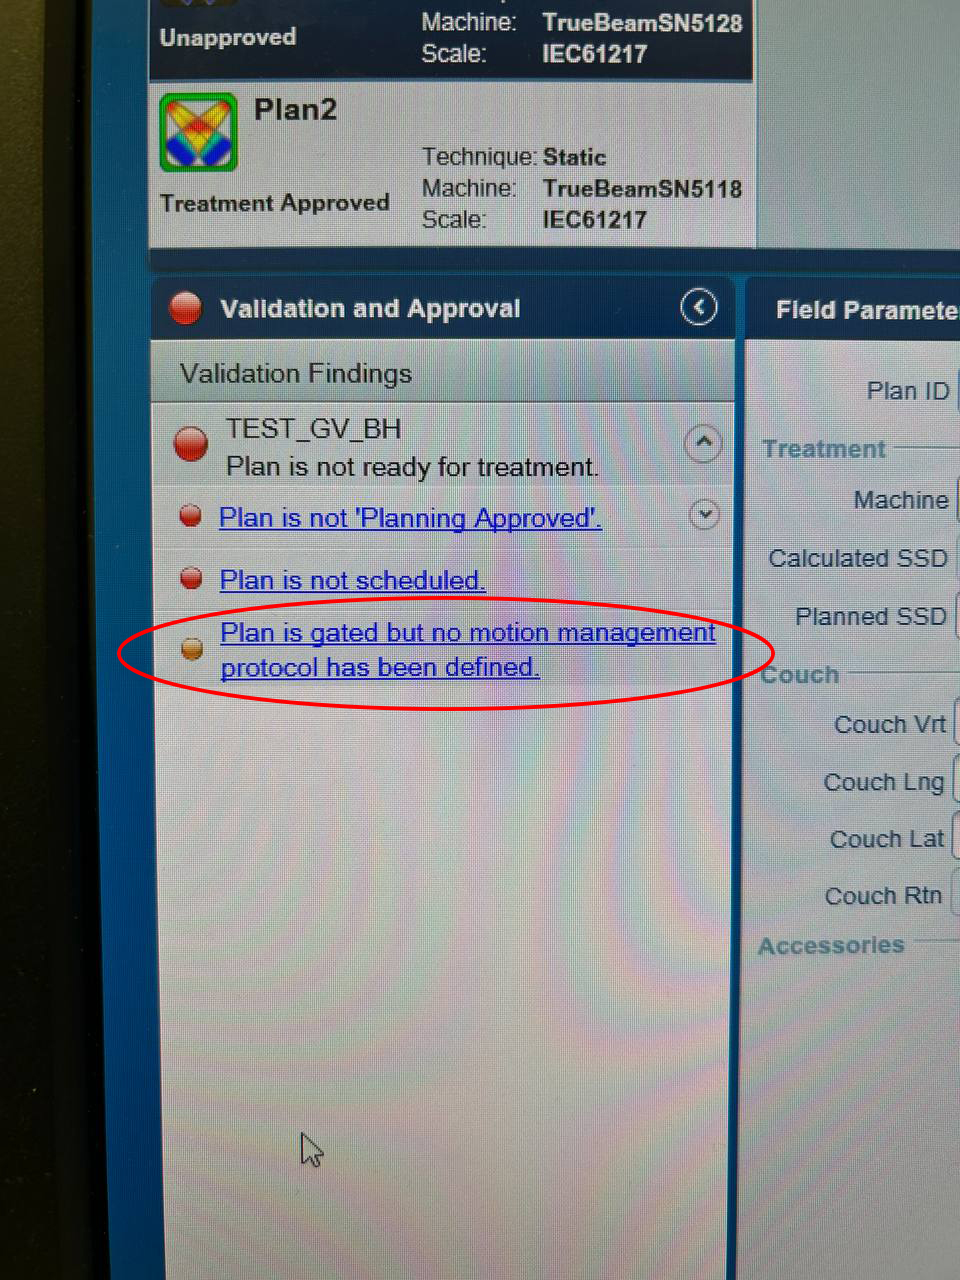 Unapproved
Machine: TrueBeamSN5128
Scale: IEC61217
Plan2
Technique: Static
Machine: TrueBeamSN5118
Treatment Approved
Scale: IEC61217
Validation and Approval
Validation Findings
TEST_GV_BH
Plan is not ready for treatment.
Plan is not 'Planning Approved'.
Plan is not scheduled.
Plan is gated but no motion management
protocol has been defined.
Field Paramete
Plan ID
Treatment
Machine
Calculated SSD
Planned SSD
Couch
Couch Vrt
Couch Lng
Couch Lat
Couch Rtn
Accessories